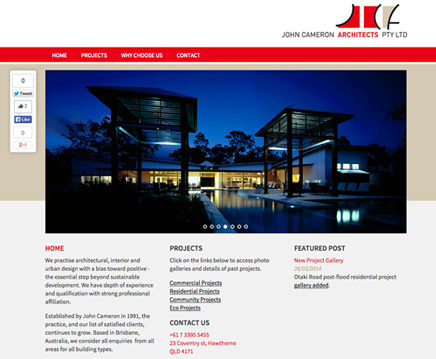 JOHN CAMERON ARCHITECTS PTY LTD
HOME PROJECTS WHY CHOOSE US CONTACT
0
Tweet
3
Like
0
+1
HOME
We practise architectural, interior and
urban design with a bias toward positive -
the essential step beyond sustainable
development. We have depth of experience
and qualification with strong professional
affiliation.
Established by John Cameron in 1991, the
practice, and our list of satisfied clients,
continues to grow. Based in Brisbane,
Australia, we consider all enquiries from all
areas for all building types.
PROJECTS
Click on the links below to access photo
galleries and details of past projects.
Commercial Projects
Residential Projects
Community Projects
Eco Projects
CONTACT US
+61 7 3395 5455
23 Coventry st, Hawthorne
QLD 4171
FEATURED POST
New Project Gallery
26/03/2014
Otaki Road post-flood residential project
gallery added.